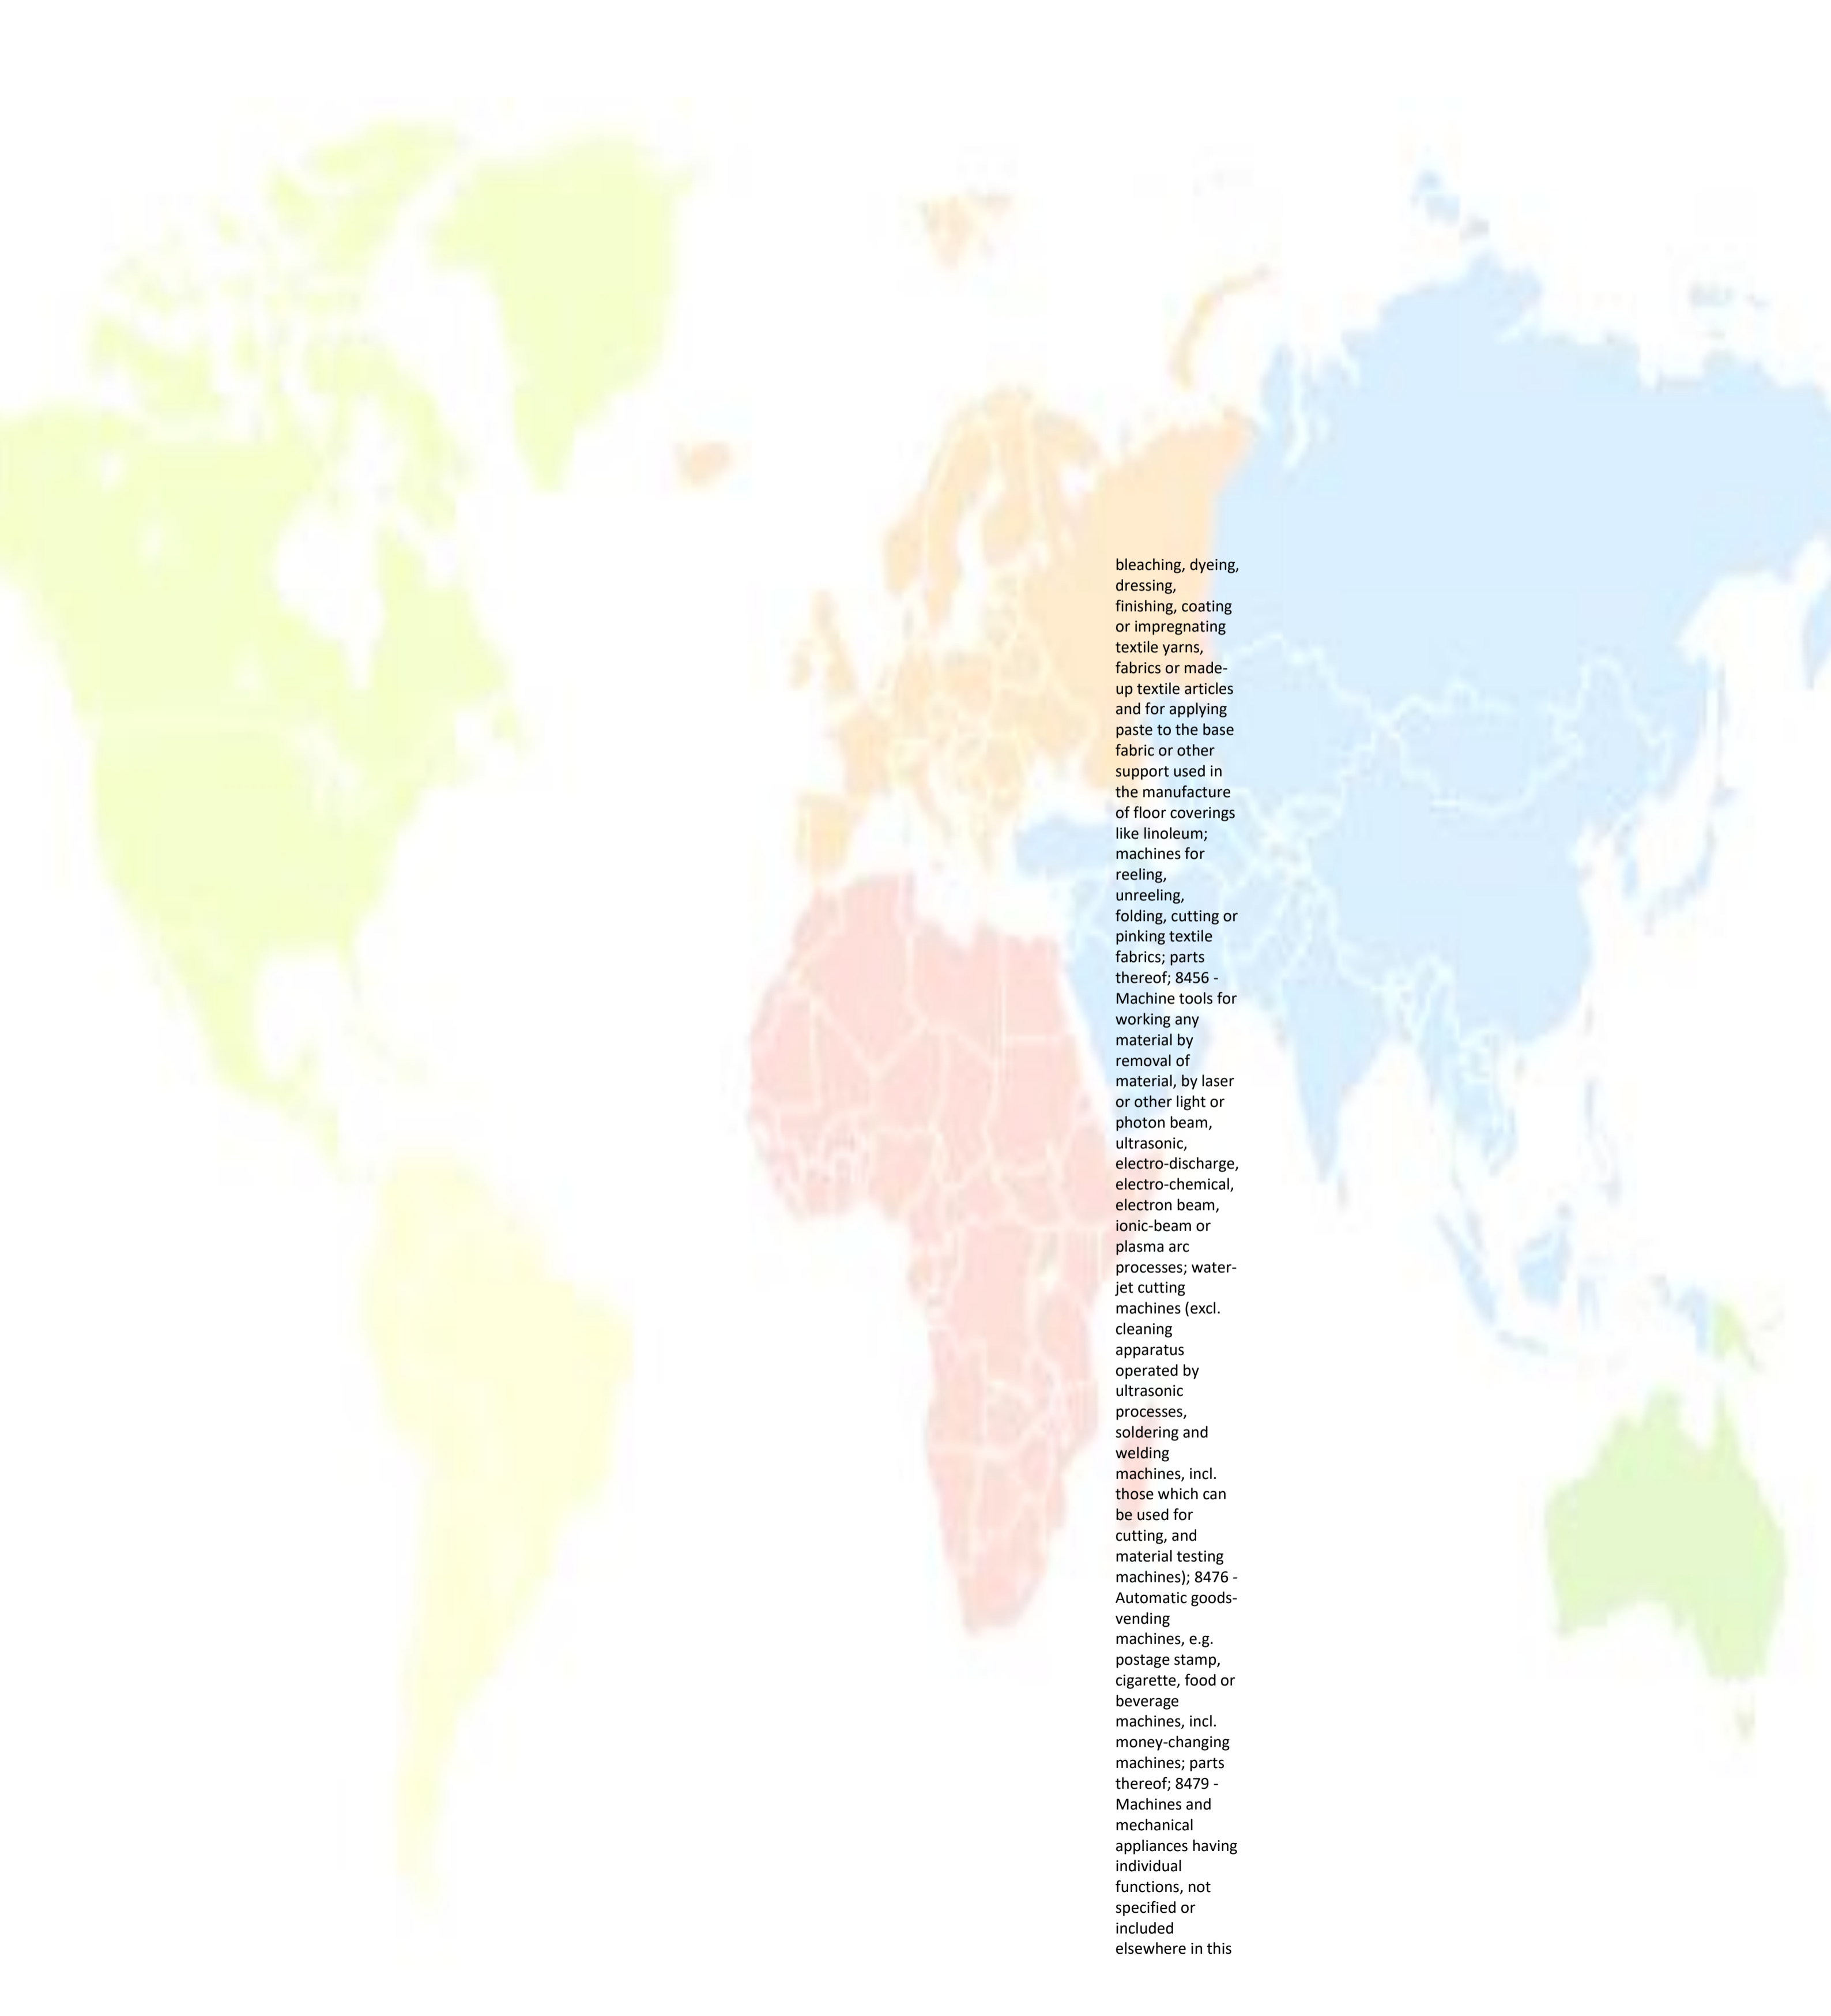 bleaching, dyeing,
dressing,
finishing, coating
or impregnating
textile yarns,
fabrics or made-
up textile articles
and for applying
paste to the base
fabric or other
support used in
the manufacture
of floor coverings
like linoleum;
machines for
reeling,
unreeling,
folding, cutting or
pinking textile
fabrics; parts
thereof; 8456 -
Machine tools for
working any
material by
removal of
material, by laser
or other light or
photon beam,
ultrasonic,
electro-discharge,
electro-chemical,
electron beam,
ionic-beam or
plasma arc
processes; water-
jet cutting
machines (excl.
cleaning
apparatus
operated by
ultrasonic
processes,
soldering and
welding
machines, incl.
those which can
be used for
cutting, and
material testing
machines); 8476 -
Automatic goods-
vending
machines, e.g.
postage stamp,
cigarette, food or
beverage
machines, incl.
money-changing
machines; parts
thereof; 8479 -
Machines and
mechanical
appliances having
individual
functions, not
specified or
included
elsewhere in this